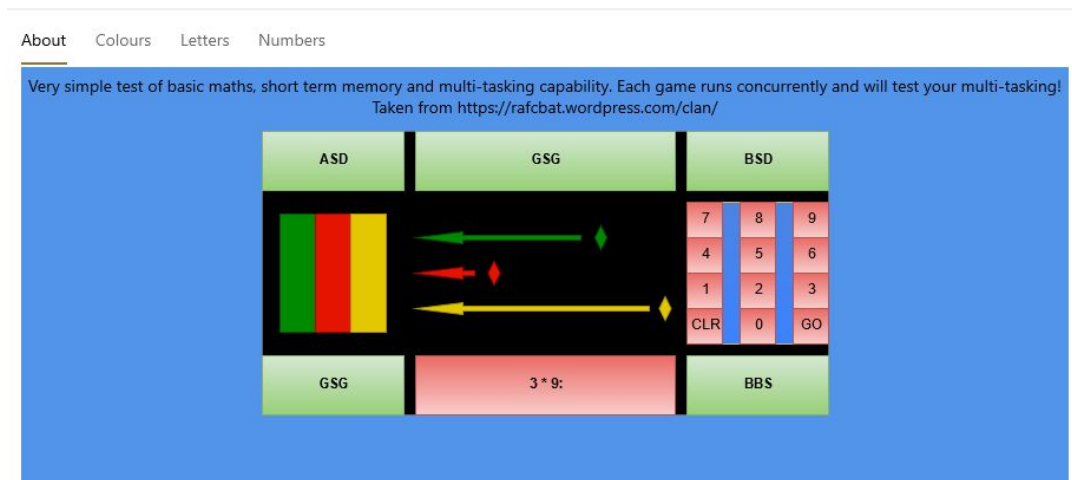 About Colours Letters Numbers
Very simple test of basic maths, short term memory and multi-tasking capability. Each game runs concurrently and will test your multi-tasking!
Taken from https://rafcbat.wordpress.com/clan/
ASD GSG BSD
7 8 9
4 5 6
1 2 3
CLR 0 GO
GSG 3 * 9: BBS